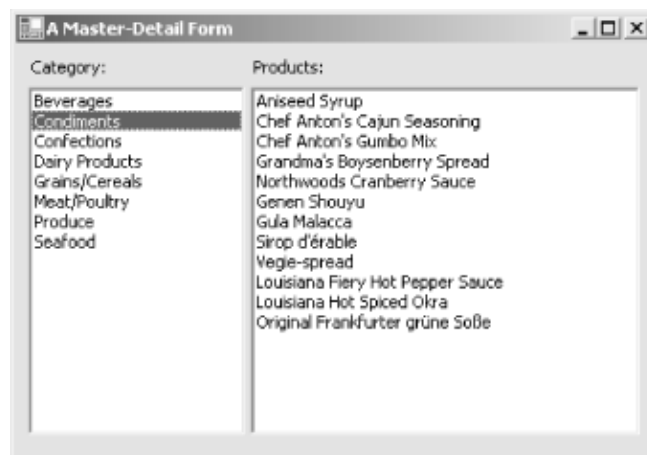 A Master-Detail Form
Category:
Products:
Beverages
Condiments
Confections
Dairy Products
Grains/Cereals
Meat/Poultry
Produce
Seafood
Aniseed Syrup
Chef Anton's Cajun Seasoning
Chef Anton's Gumbo Mix
Grandma's Boysenberry Spread
Northwoods Cranberry Sauce
Genen Shouyu
Gula Malacca
Sirop d'érable
Vegie-spread
Louisiana Fiery Hot Pepper Sauce
Louisiana Hot Spiced Okra
Original Frankfurter grüne Soße